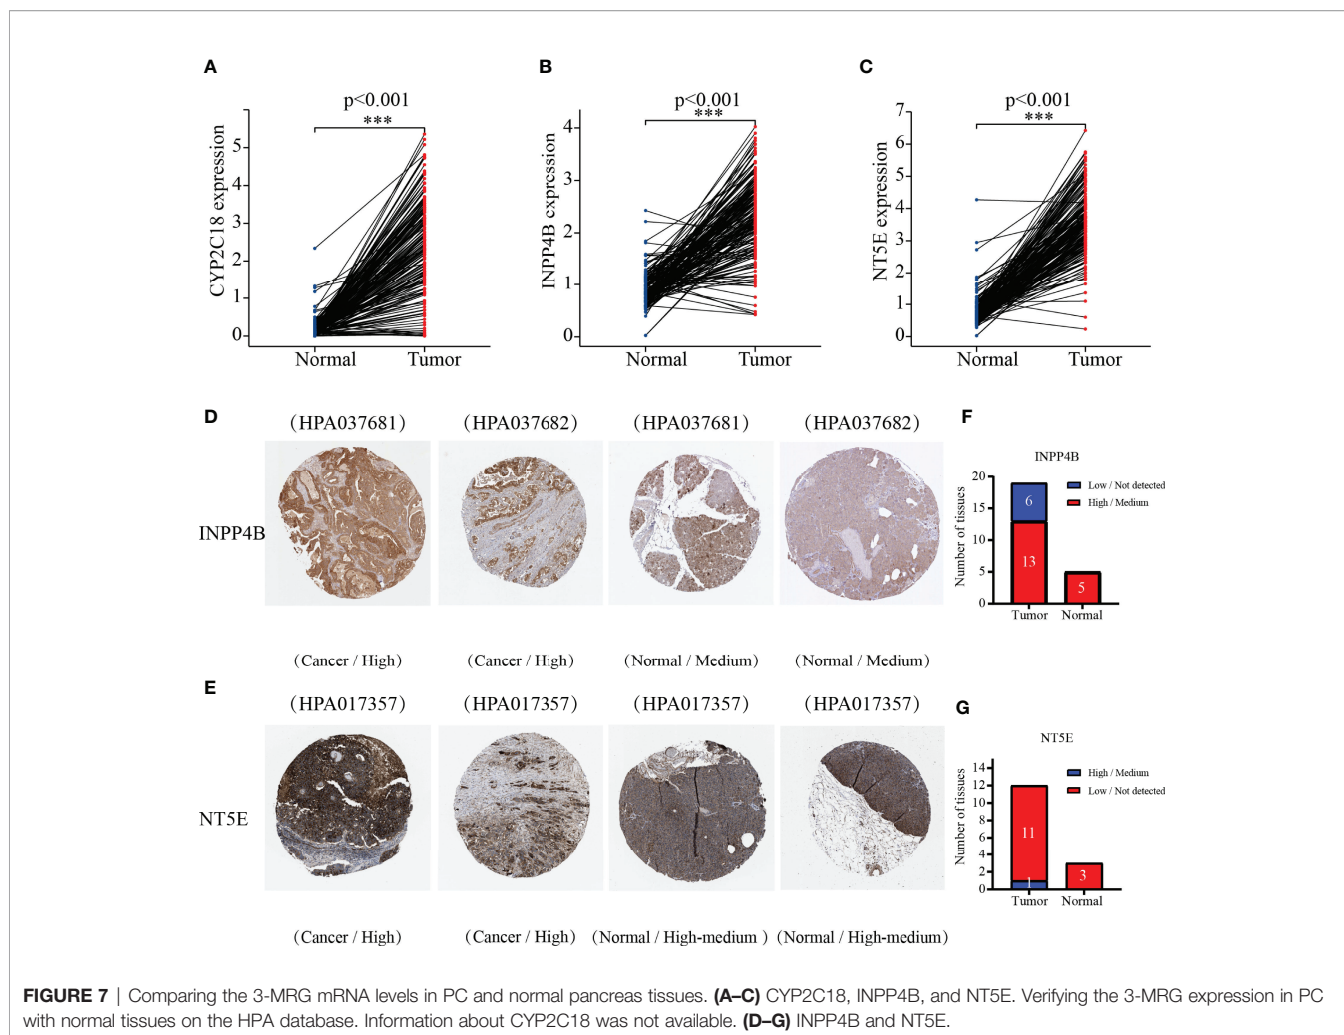 A
B
C
p<0.001
***
p<0.001
***
p<0.001
***
CYP2C18 expression
5
4
3
2
1
0
Normal
Tumor
INPP4B expression
4
3
2
1
0
Normal
Tumor
NT5E expression
7
6
5
4
3
2
1
0
Normal
Tumor
D
(HPA037681)
(HPA037682)
(HPA037681)
(HPA037682)
INPP4B
(Cancer / High)
(Cancer / High)
(Normal / Medium)
(Normal / Medium)
F
INPP4B
Number of tissues
20
15
10
5
0
6
13
5
Tumor
Normal
Low / Not detected
High / Medium
E
(HPA017357)
(HPA017357)
(HPA017357)
(HPA017357)
NT5E
(Cancer / High)
(Cancer / High)
(Normal / High-medium )
(Normal / High-medium)
G
NT5E
Number of tissues
14
12
10
8
6
4
2
0
11
1
3
Tumor
Normal
High / Medium
Low / Not detected
FIGURE 7 | Comparing the 3-MRG mRNA levels in PC and normal pancreas tissues. (A–C) CYP2C18, INPP4B, and NT5E. Verifying the 3-MRG expression in PC
with normal tissues on the HPA database. Information about CYP2C18 was not available. (D–G) INPP4B and NT5E.